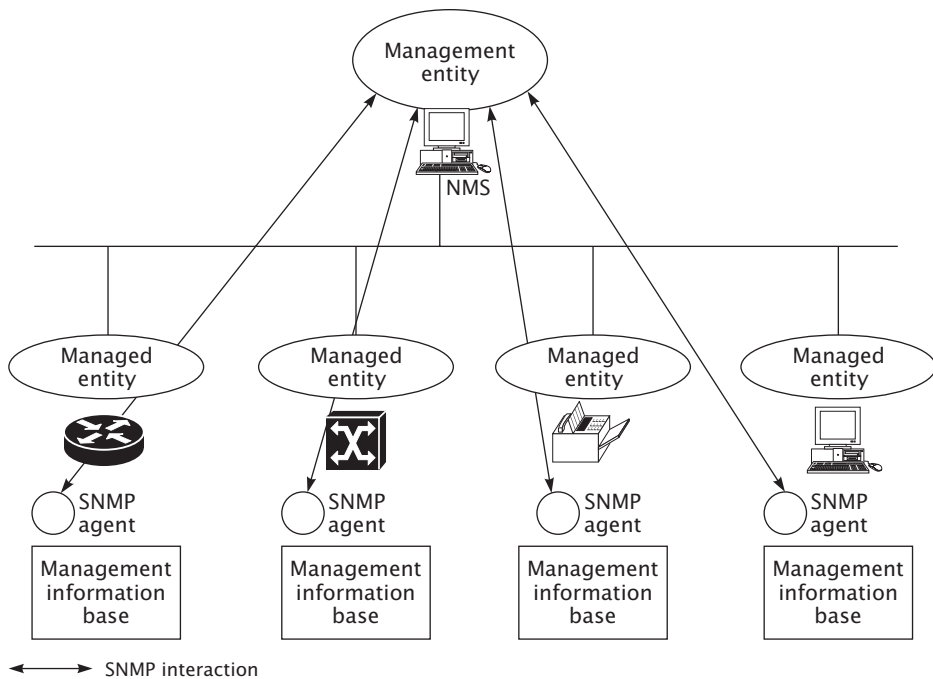 Management
entity
NMS
Managed
entity
Managed
entity
Managed
entity
Managed
entity
SNMP
agent
SNMP
agent
SNMP
agent
SNMP
agent
Management
information
base
Management
information
base
Management
information
base
Management
information
base
SNMP interaction